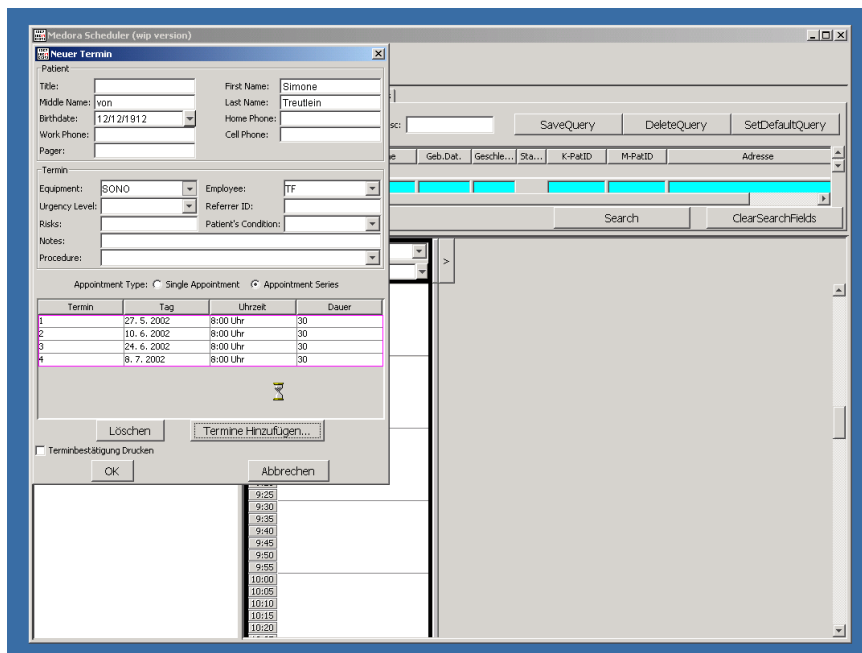 Medora Scheduler (wip version)
Neuer Termin
Patient
Title: First Name: Simone
Middle Name: von Last Name: Treutlein
Birthdate: 12/12/1912 Home Phone:
Work Phone: Cell Phone:
Pager:
Termin
Equipment: SONO Employee: TF
Urgency Level: Referrer ID:
Risks: Patient's Condition:
Notes:
Procedure:
Appointment Type: Single Appointment Appointment Series
Termin Tag Uhrzeit Dauer
1 27. 5. 2002 8:00 Uhr 30
2 10. 6. 2002 8:00 Uhr 30
3 24. 6. 2002 8:00 Uhr 30
4 8. 7. 2002 8:00 Uhr 30
Löschen Termine Hinzufügen...
Terminbestätigung Drucken
OK Abbrechen
sc: SaveQuery DeleteQuery SetDefaultQuery
e Geb.Dat. Geschle... Sta... K-PatID M-PatID Adresse
Search ClearSearchFields
>
9:25
9:30
9:35
9:40
9:45
9:50
9:55
10:00
10:05
10:10
10:15
10:20